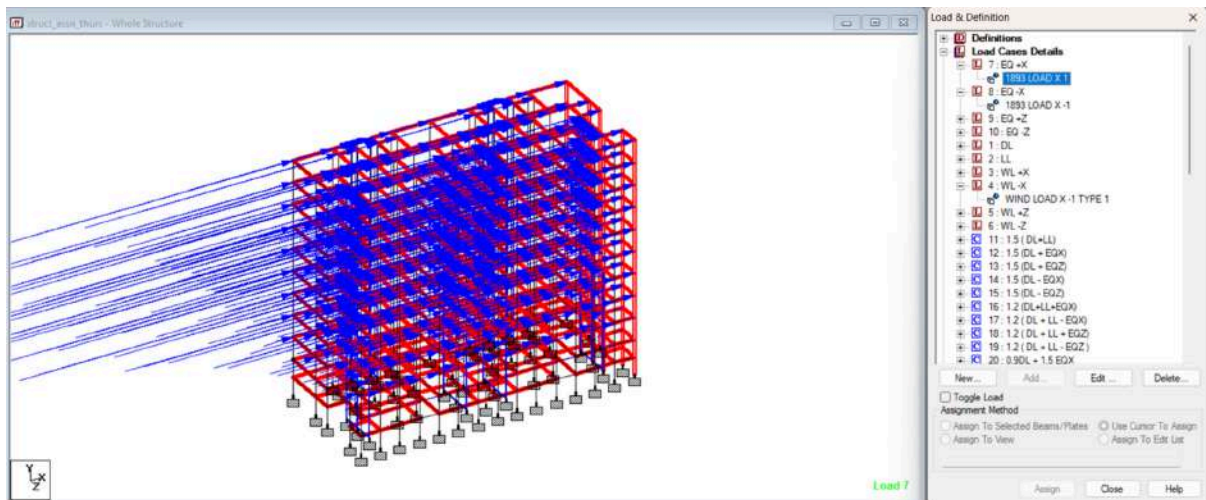 struct_essn_thurs - Whole Structure
Y
X
Z
Load 7
Load & Definition
Definitions
Load Cases Details
7 : EQ +X
1893 LOAD X 1
8 : EQ -X
1893 LOAD X -1
9 : EQ +Z
10 : EQ -Z
1 : DL
2 : LL
3 : WL +X
4 : WL -X
WIND LOAD X -1 TYPE 1
5 : WL +Z
6 : WL -Z
11 : 1.5 ( DL+LL)
12 : 1.5 (DL + EQX)
13 : 1.5 (DL + EQZ)
14 : 1.5 (DL - EQX)
15 : 1.5 (DL - EQZ)
16 : 1.2 (DL+LL+EQX)
17 : 1.2 ( DL + LL - EQX)
18 : 1.2 ( DL + LL + EQZ)
19 : 1.2 ( DL + LL - EQZ )
20 : 0.9DL + 1.5 EQX
New... Add... Edit ... Delete...
Toggle Load
Assignment Method
Assign To Selected Beams/Plates Use Cursor To Assign
Assign To View Assign To Edit List
Assign Close Help